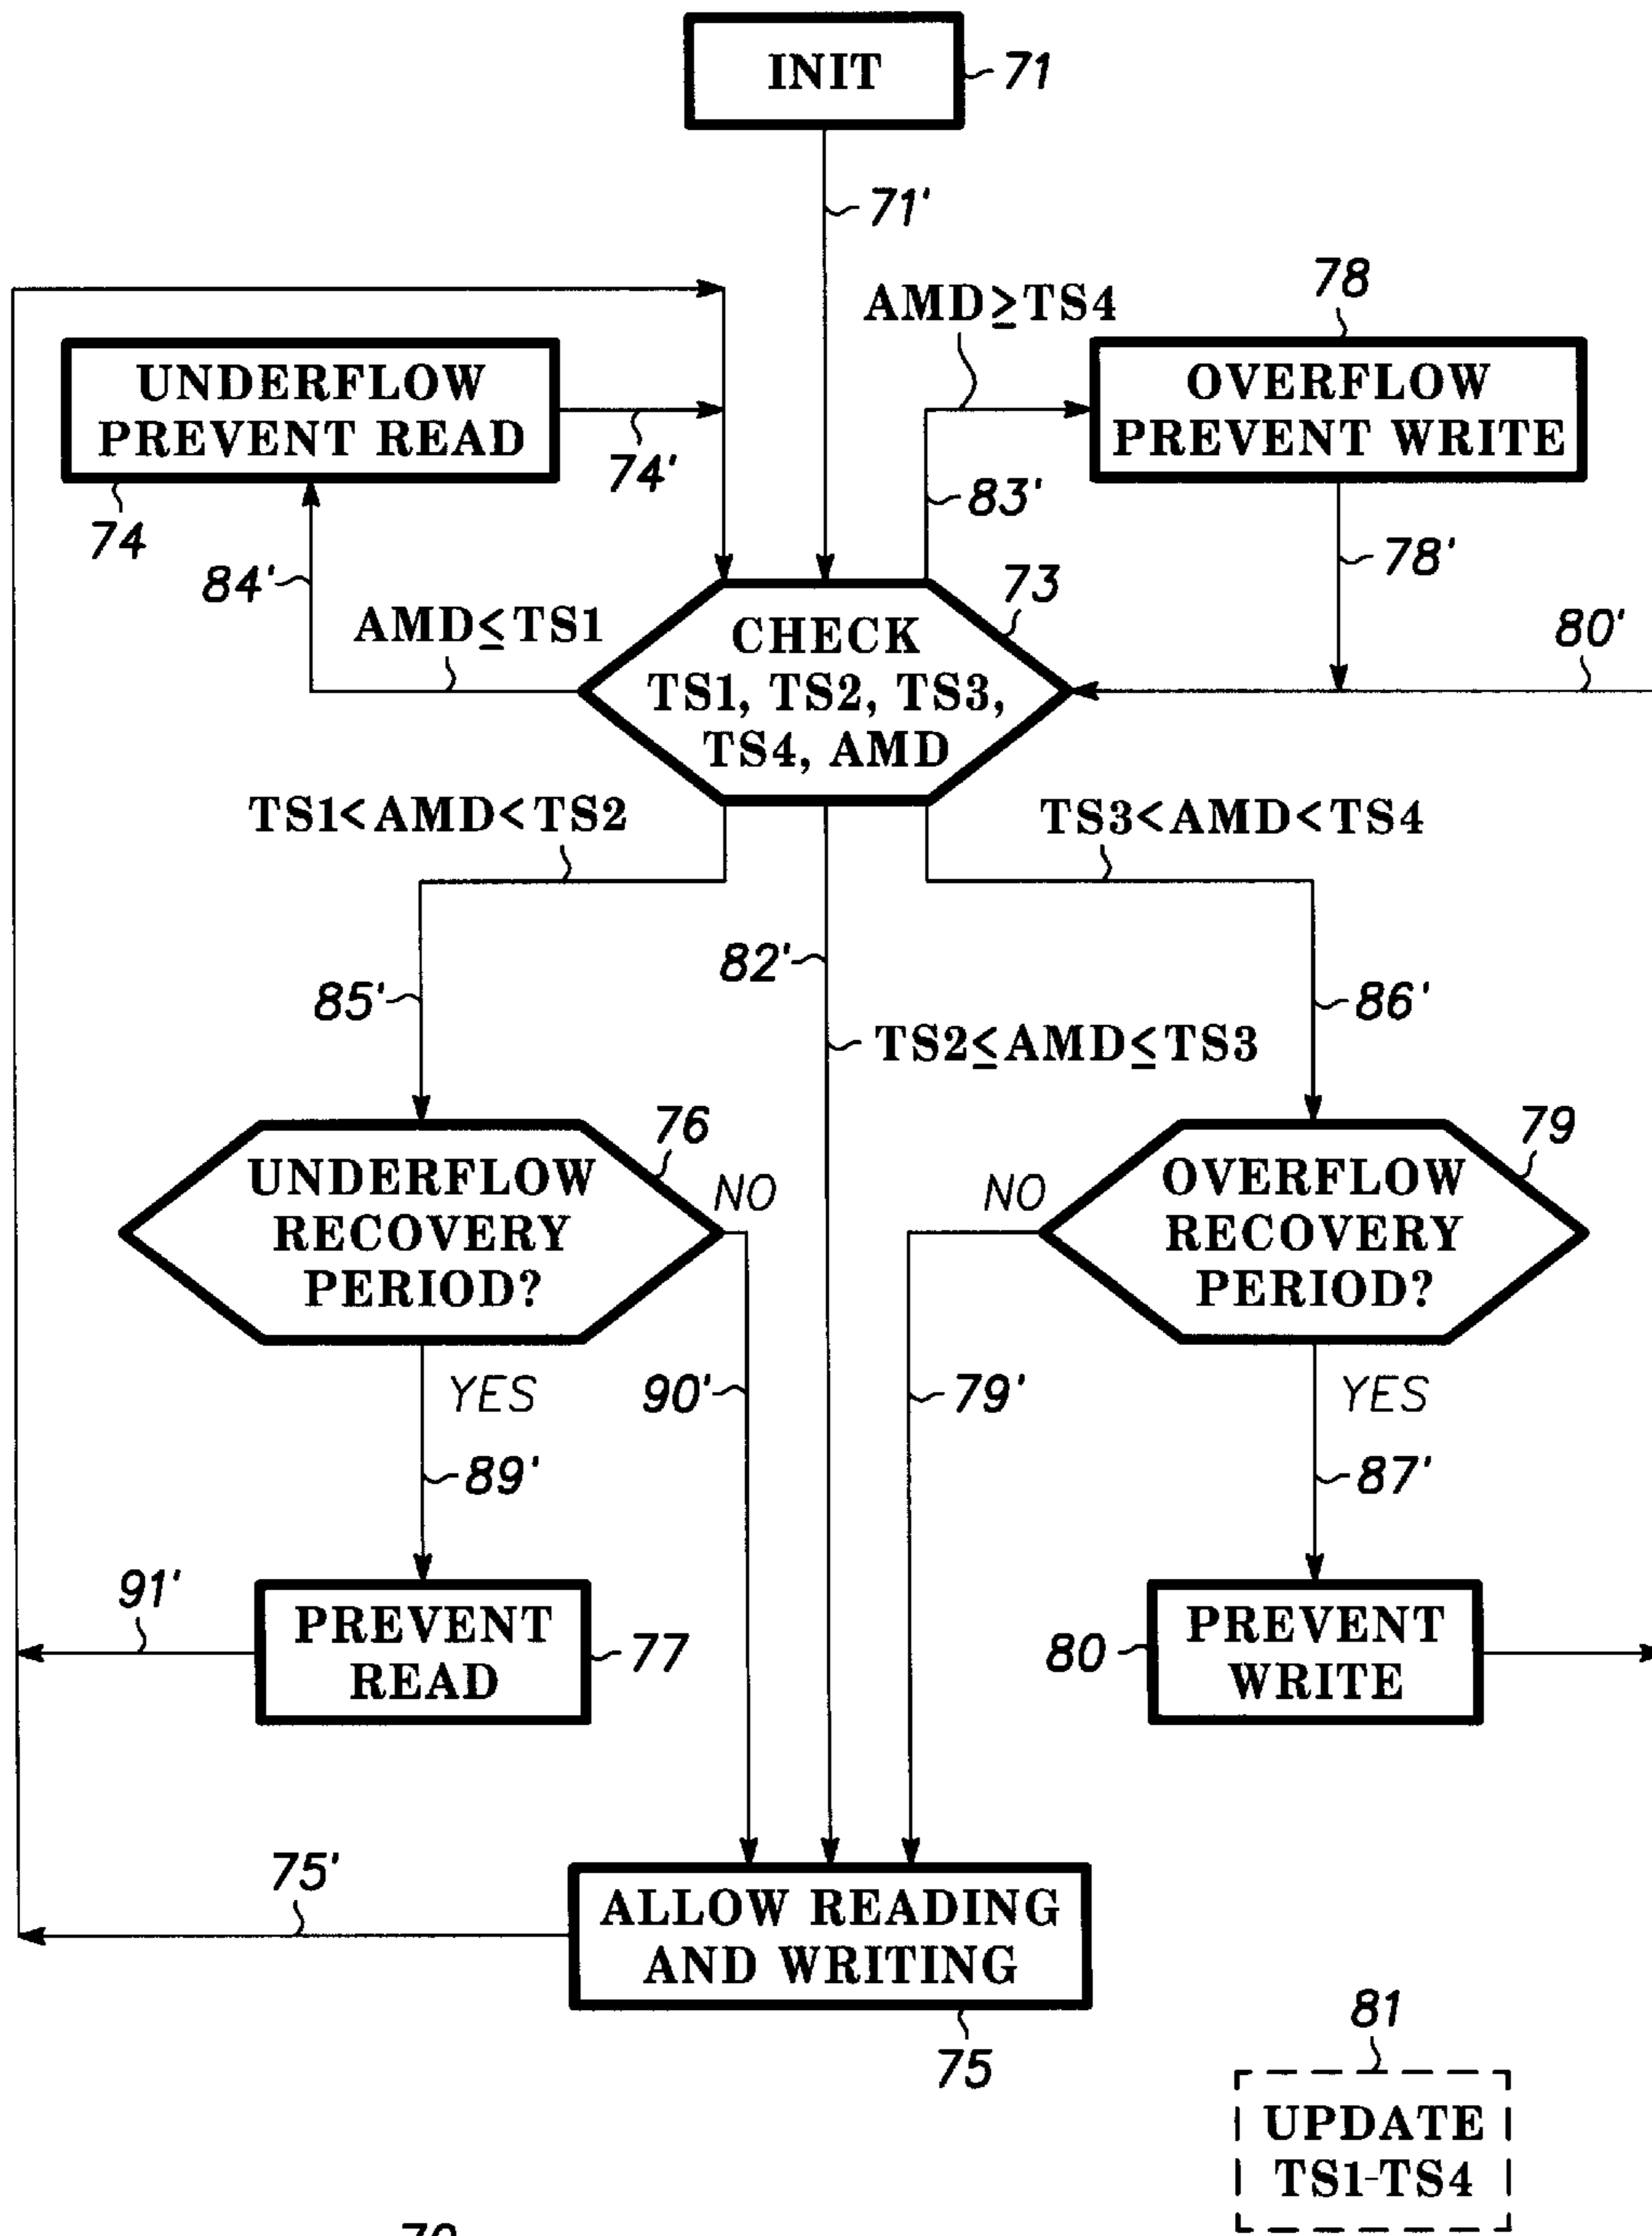 INIT
71
71'
78
AMD≥TS4
UNDERFLOW
PREVENT READ
OVERFLOW
PREVENT WRITE
74'
83'
74
78'
84'
73
AMD≤TS1
80'
CHECK
TS1, TS2, TS3,
TS4, AMD
TS1<AMD<TS2
TS3<AMD<TS4
82'
85'
86'
TS2≤AMD≤TS3
76
79
UNDERFLOW
RECOVERY
PERIOD?
NO
NO
OVERFLOW
RECOVERY
PERIOD?
YES
90'
79'
YES
89'
87'
91'
PREVENT
READ
77
80
PREVENT
WRITE
75'
ALLOW READING
AND WRITING
75
81
UPDATE
TS1-TS4